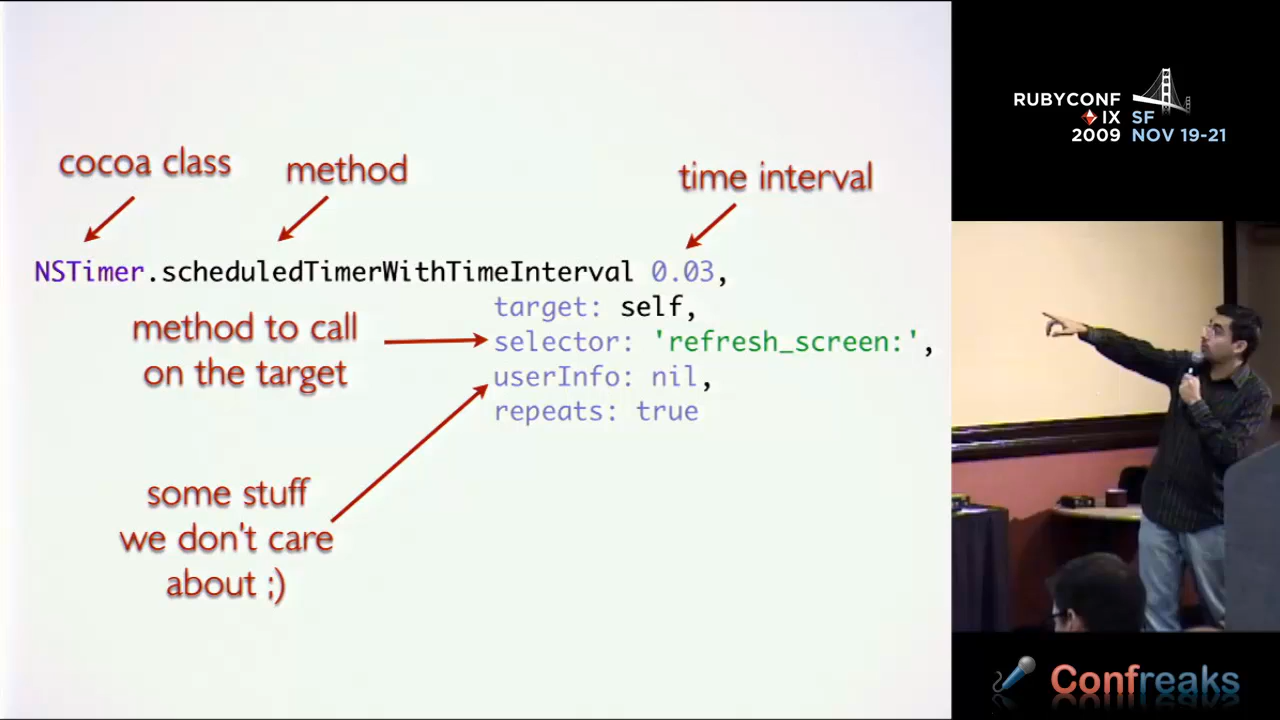 cocoa class
method
time interval
NSTimer.scheduledTimerWithTimeInterval 0.03,
target: self,
selector: 'refresh_screen:',
userInfo: nil,
repeats: true
method to call
on the target
some stuff
we don't care
about ;)
RUBYCONF
IX SF
2009 NOV 19-21
Confreaks